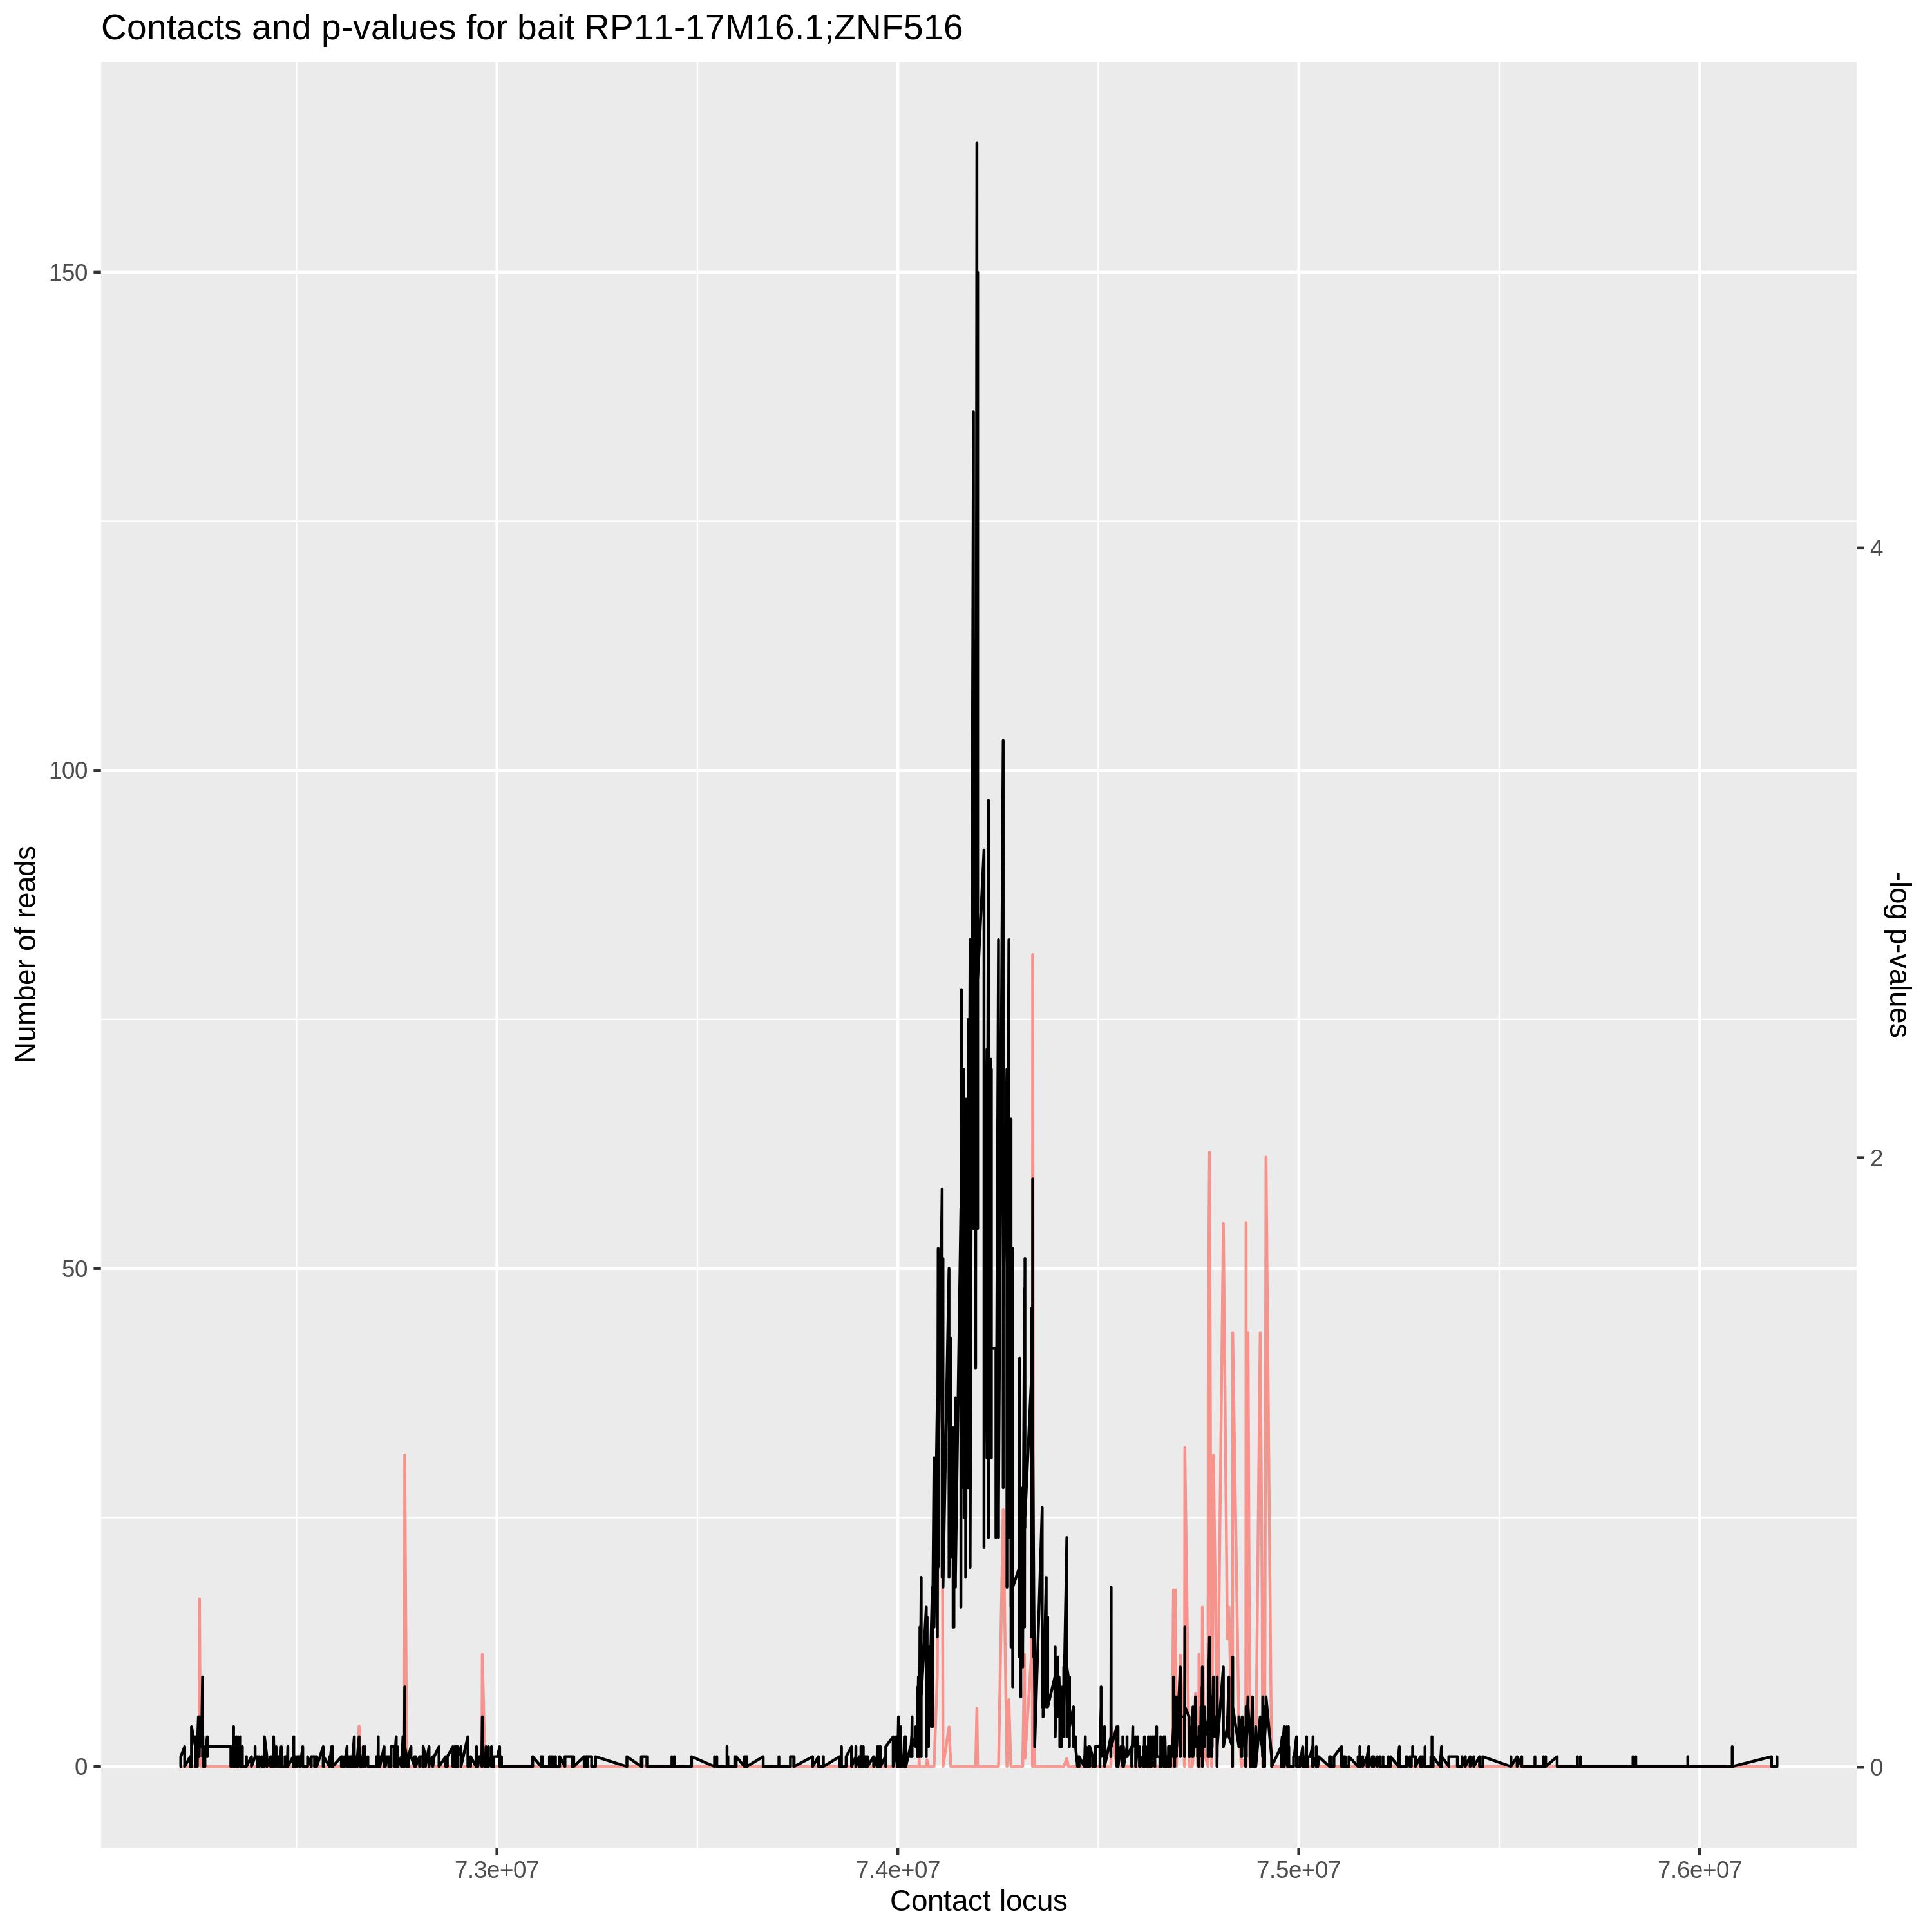 Contacts and p-values for bait RP11-17M16.1;ZNF516
150
100
50
0
Number of reads
4
2
0
-log p-values
7.3e+07 7.4e+07 7.5e+07 7.6e+07
Contact locus